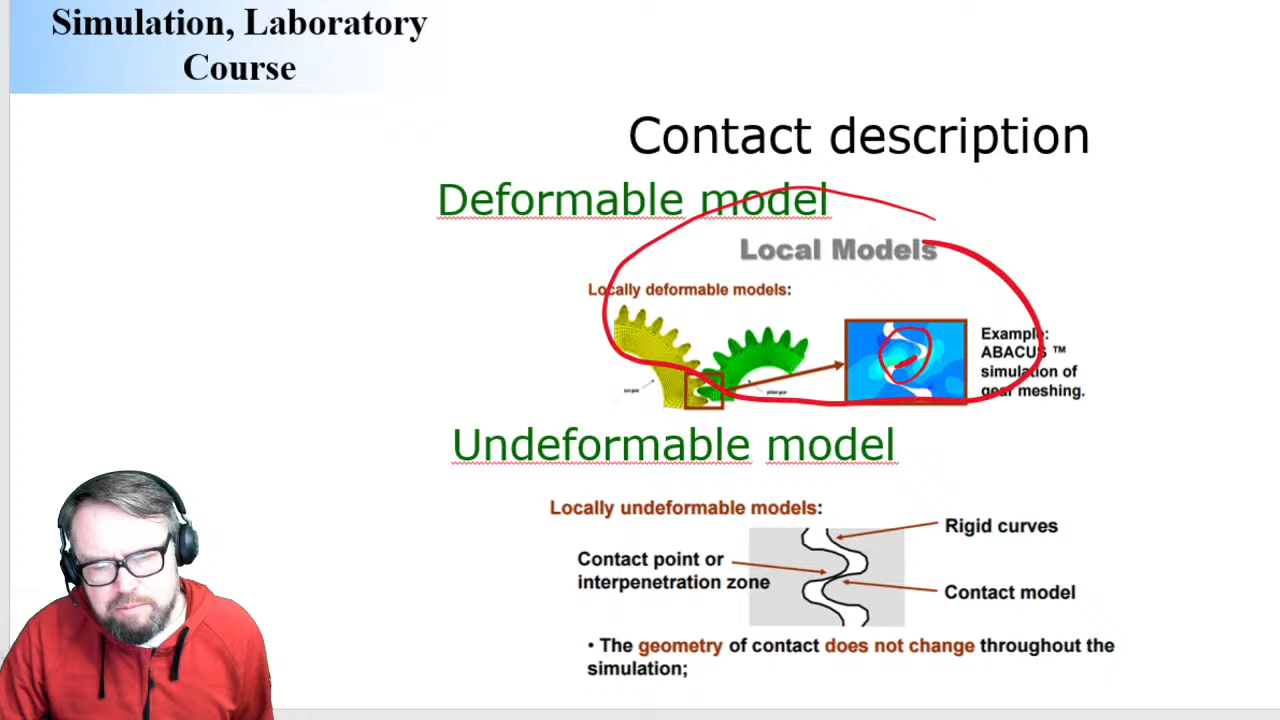 Simulation, Laboratory
Course
Contact description
Deformable model
Local Models
Locally deformable models:
Example:
ABACUS ™
simulation of
gear meshing.
Undeformable model
Locally undeformable models:
Rigid curves
Contact point or
interpenetration zone
Contact model
• The geometry of contact does not change throughout the
simulation;